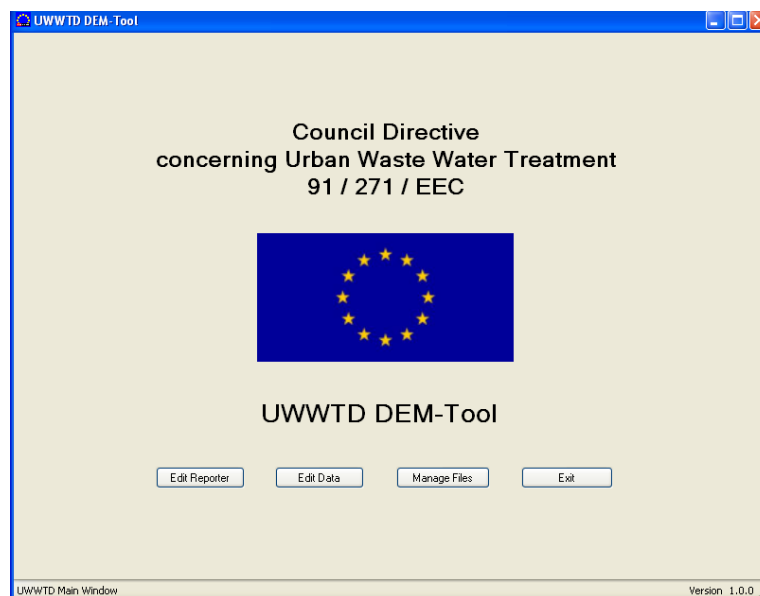 UWWTD DEM-Tool
Council Directive
concerning Urban Waste Water Treatment
91 / 271 / EEC
UWWTD DEM-Tool
Edit Reporter Edit Data Manage Files Exit
UWWTD Main Window Version 1.0.0